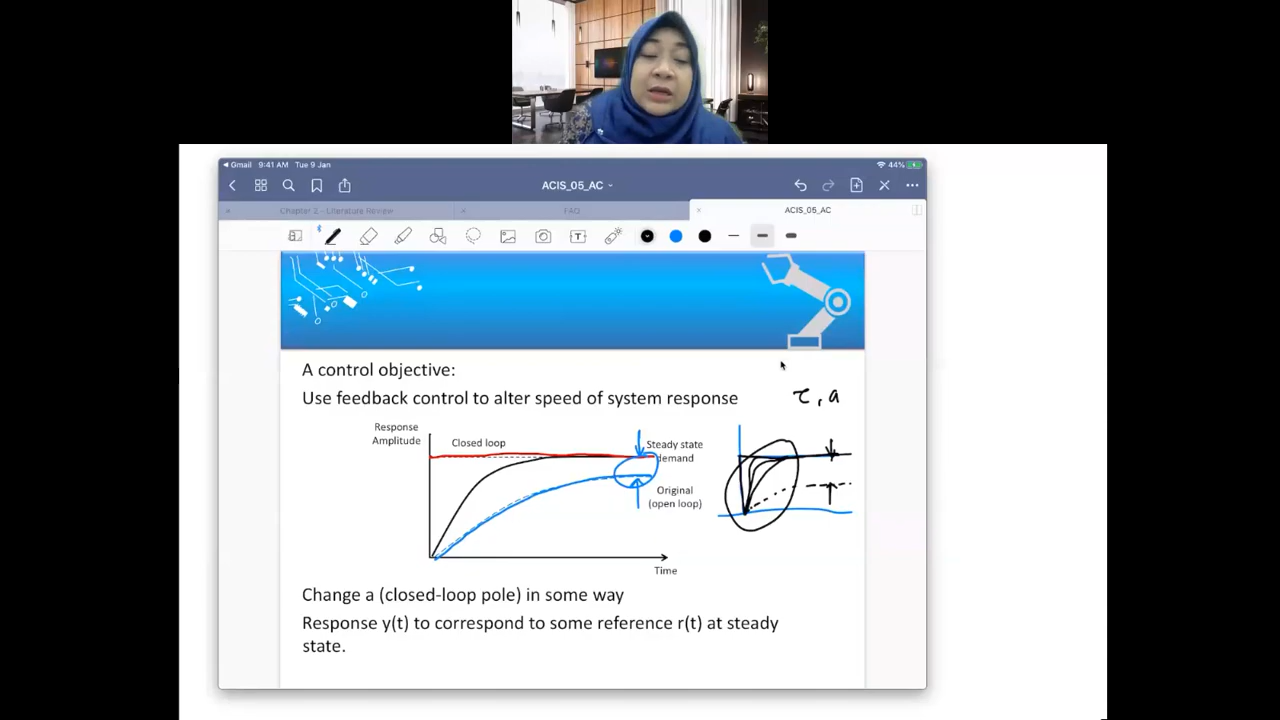 Gmail 9:41 AM Tue 9 Jan 44%
ACIS_05_AC
Chapter 2 - Literature Review FAQ ACIS_05_AC
T
A control objective:
Use feedback control to alter speed of system response τ, a
Response
Amplitude
Closed loop
Steady state
demand
Original
(open loop)
Time
Change a (closed-loop pole) in some way
Response y(t) to correspond to some reference r(t) at steady
state.